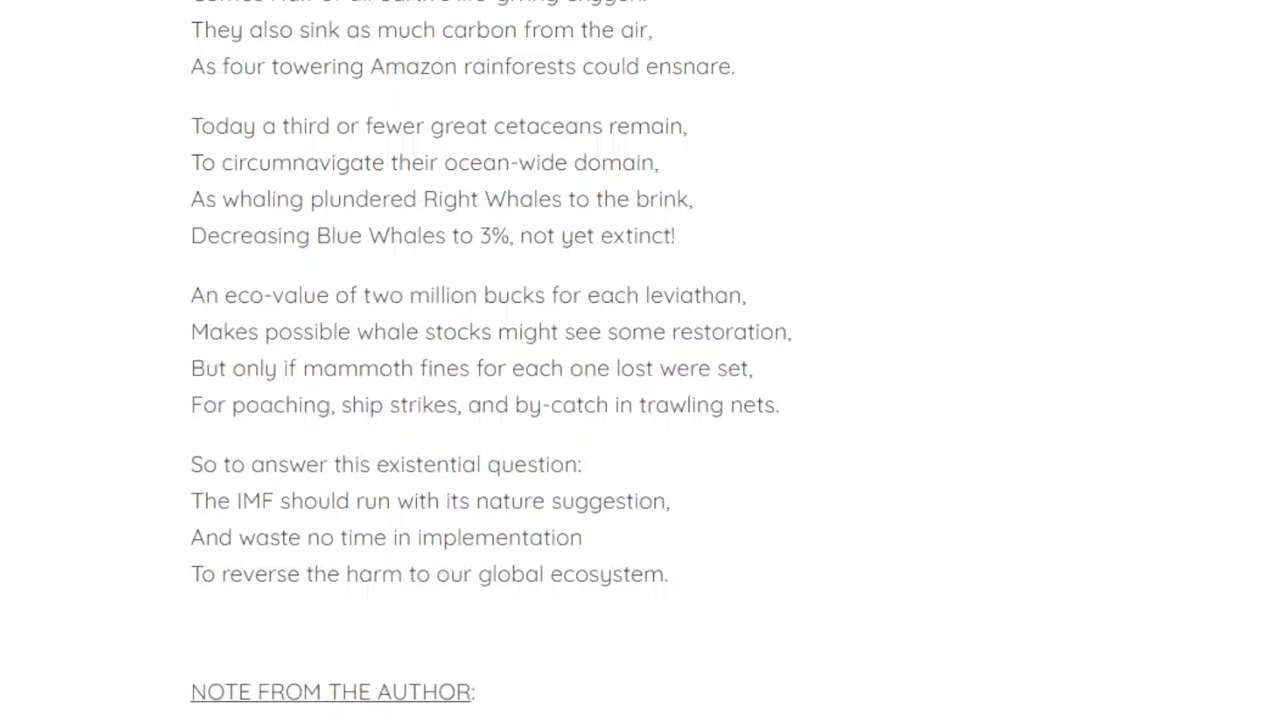 They also sink as much carbon from the air,
As four towering Amazon rainforests could ensnare.
Today a third or fewer great cetaceans remain,
To circumnavigate their ocean-wide domain,
As whaling plundered Right Whales to the brink,
Decreasing Blue Whales to 3%, not yet extinct!
An eco-value of two million bucks for each leviathan,
Makes possible whale stocks might see some restoration,
But only if mammoth fines for each one lost were set,
For poaching, ship strikes, and by-catch in trawling nets.
So to answer this existential question:
The IMF should run with its nature suggestion,
And waste no time in implementation
To reverse the harm to our global ecosystem.
NOTE FROM THE AUTHOR: